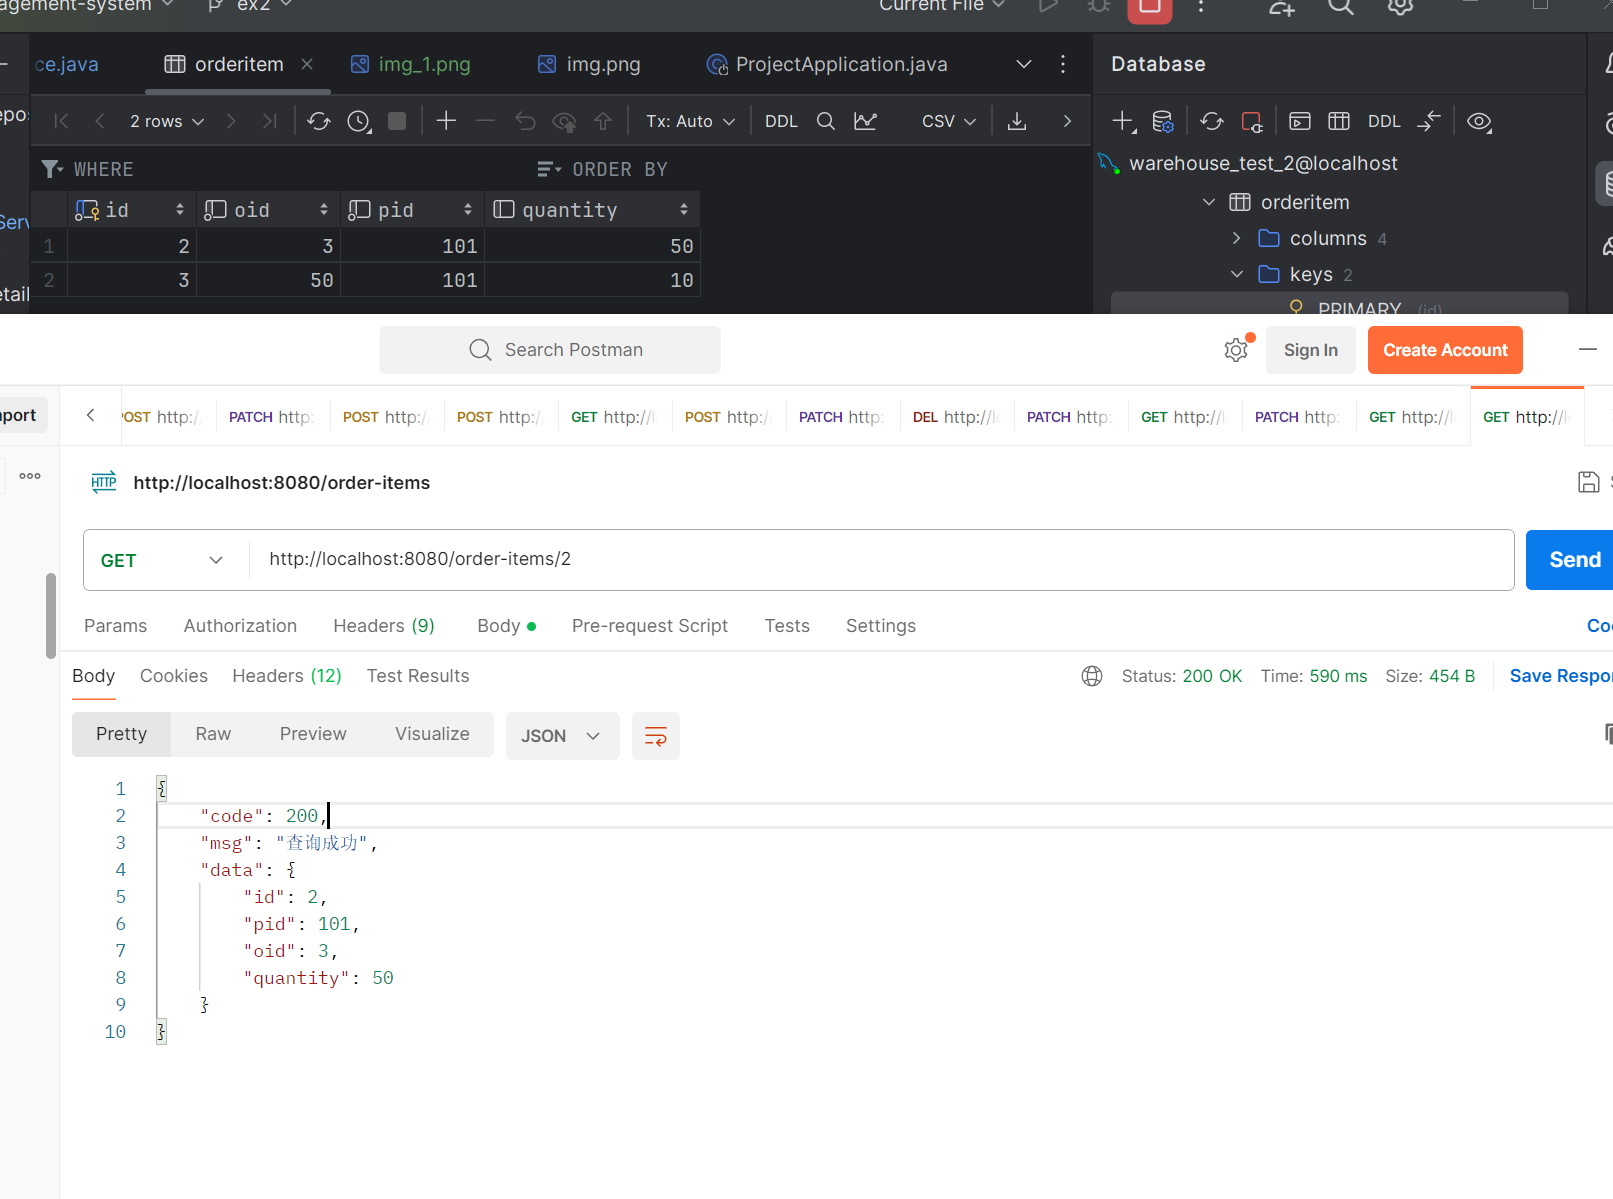 agement-system ex2 Current File
ce.java orderitem img_1.png img.png ProjectApplication.java Database
epos 2 rows Tx: Auto DDL CSV DDL
WHERE ORDER BY
warehouse_test_2@localhost
id oid pid quantity
orderitem
Serv
1 2 3 101 50
columns 4
2 3 50 101 10
keys 2
etail
PRIMARY (id)
Search Postman Sign In Create Account
port POST http:/ PATCH http: POST http:/ POST http:/ GET http://l POST http:/ PATCH http: DEL http://l PATCH http: GET http://l PATCH http: GET http://l GET http://l
HTTP http://localhost:8080/order-items S
GET http://localhost:8080/order-items/2 Send
Params Authorization Headers (9) Body Pre-request Script Tests Settings Coo
Body Cookies Headers (12) Test Results Status: 200 OK Time: 590 ms Size: 454 B Save Respon
Pretty Raw Preview Visualize JSON
1 {
2 "code": 200,
3 "msg": "查询成功",
4 "data": {
5 "id": 2,
6 "pid": 101,
7 "oid": 3,
8 "quantity": 50
9 }
10 }